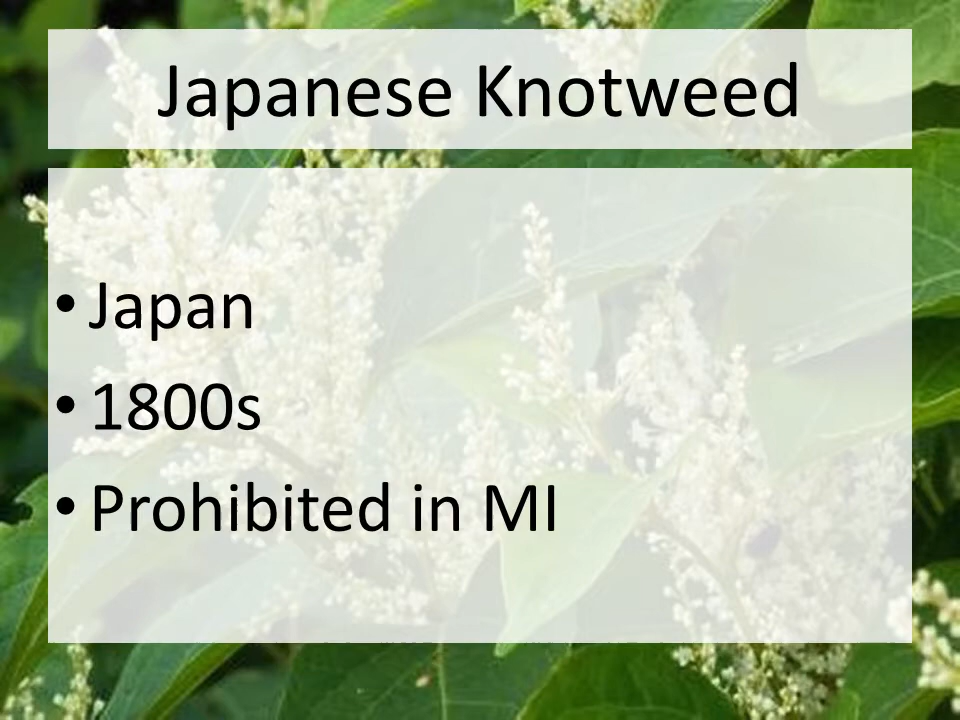 Japanese Knotweed
• Japan
• 1800s
• Prohibited in MI